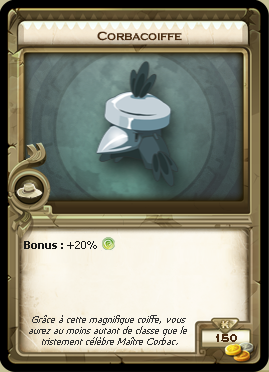 CORBACOIFFE
Bonus : +20%
Grâce à cette magnifique coiffe, vous
aurez au moins autant de classe que le
tristement célèbre Maître Corbac.
K
150